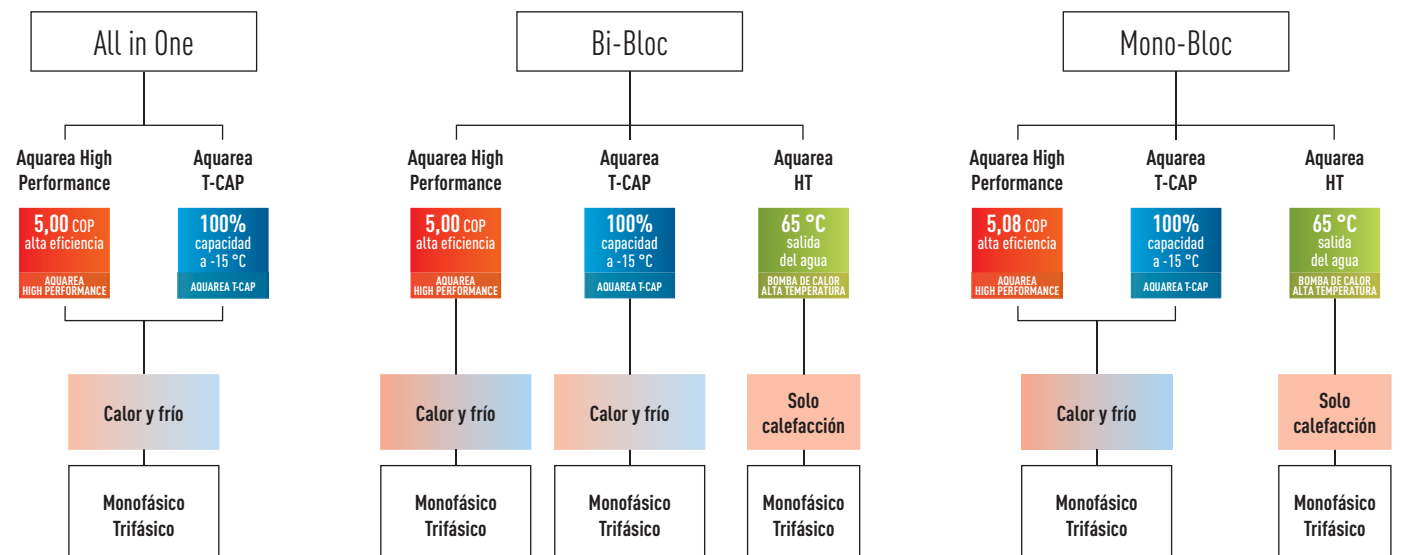 All in One
Bi-Bloc
Mono-Bloc
Aquarea High
Performance
Aquarea
T-CAP
Aquarea High
Performance
Aquarea
T-CAP
Aquarea
HT
Aquarea High
Performance
Aquarea
T-CAP
Aquarea
HT
5,00 COP
alta eficiencia
AQUAREA
HIGH PERFORMANCE
100%
capacidad
a -15 °C
AQUAREA T-CAP
5,00 COP
alta eficiencia
AQUAREA
HIGH PERFORMANCE
100%
capacidad
a -15 °C
AQUAREA T-CAP
65 °C
salida
del agua
BOMBA DE CALOR
ALTA TEMPERATURA
5,08 COP
alta eficiencia
AQUAREA
HIGH PERFORMANCE
100%
capacidad
a -15 °C
AQUAREA T-CAP
65 °C
salida
del agua
BOMBA DE CALOR
ALTA TEMPERATURA
Calor y frío
Calor y frío
Calor y frío
Solo
calefacción
Calor y frío
Solo
calefacción
Monofásico
Trifásico
Monofásico
Trifásico
Monofásico
Trifásico
Monofásico
Trifásico
Monofásico
Trifásico
Monofásico
Trifásico